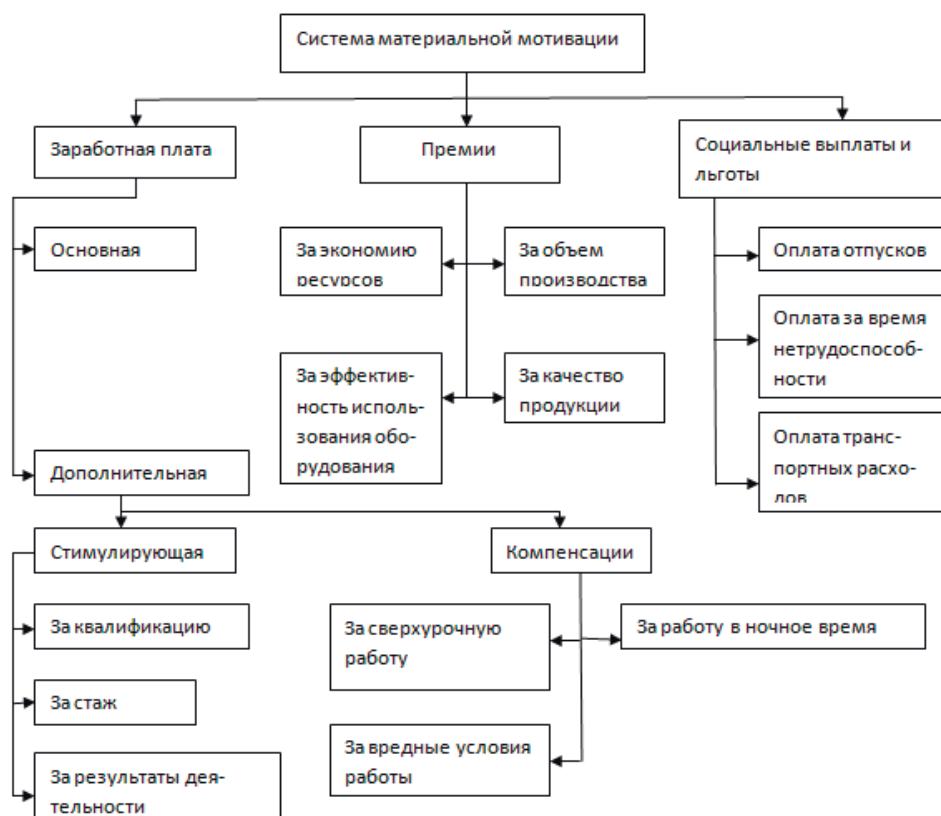 Система материальной мотивации
Заработная плата
Премии
Социальные выплаты и
льготы
Основная
За экономию
ресурсов
За объем
производства
Оплата отпусков
Оплата за время
нетрудоспособ-
ности
За эффектив-
ность исполь-
зования обо-
рудования
За качество
продукции
Оплата транс-
портных расхо-
дов
Дополнительная
Стимулирующая
Компенсации
За квалификацию
За сверхурочную
работу
За работу в ночное время
За стаж
За вредные условия
работы
За результаты дея-
тельности